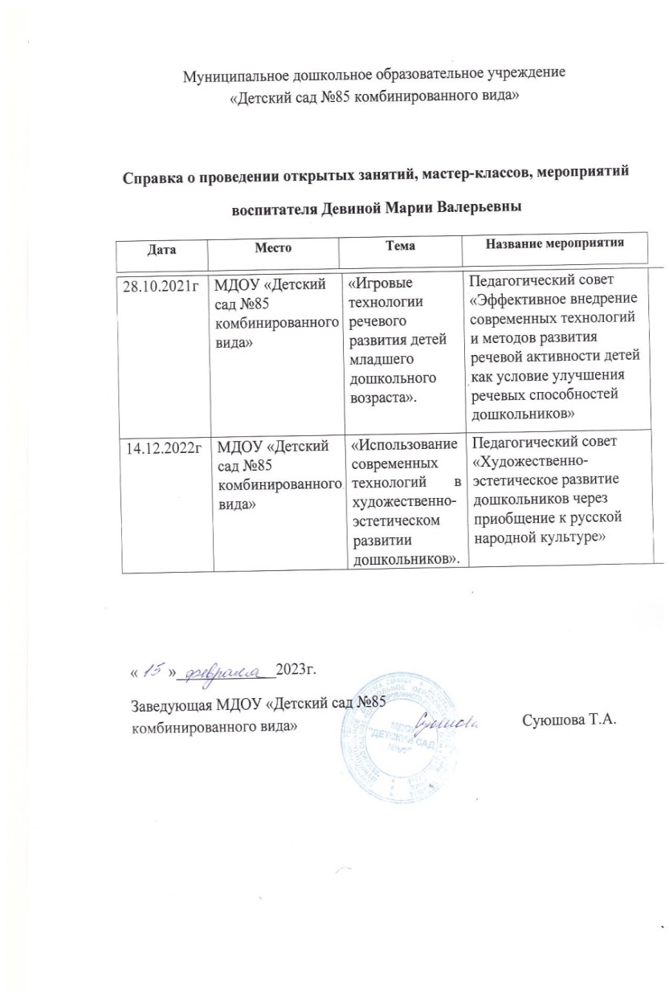 Муниципальное дошкольное образовательное учреждение
«Детский сад №85 комбинированного вида»
Справка о проведении открытых занятий, мастер-классов, мероприятий
воспитателя Девиной Марии Валерьевны
Дата Место Тема Название мероприятия
28.10.2021г
МДОУ «Детский
сад №85
комбинированного
вида»
«Игровые
технологии
речевого
развития детей
младшего
дошкольного
возраста».
Педагогический совет
«Эффективное внедрение
современных технологий
и методов развития
речевой активности детей
как условие улучшения
речевых способностей
дошкольников»
14.12.2022г
МДОУ «Детский
сад №85
комбинированного
вида»
«Использование
современных
технологий в
художественно-
эстетическом
развитии
дошкольников».
Педагогический совет
«Художественно-
эстетическое развитие
дошкольников через
приобщение к русской
народной культуре»
« 15 » февраля 2023г.
Заведующая МДОУ «Детский сад №85
комбинированного вида» Суюшова Т.А.
МДОУ
"ДЕТСКИЙ САД
№85"